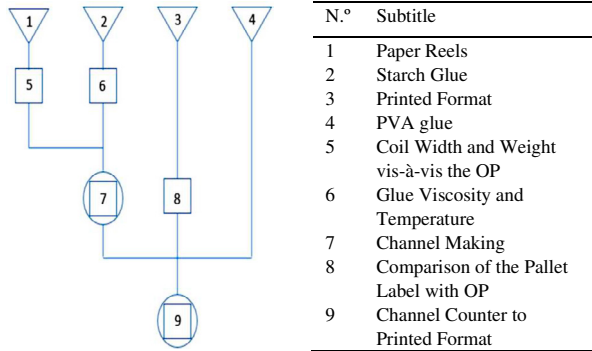 1 2 3 4
5 6
7 8
9
N.º Subtitle
1 Paper Reels
2 Starch Glue
3 Printed Format
4 PVA glue
5 Coil Width and Weight
vis-à-vis the OP
6 Glue Viscosity and
Temperature
7 Channel Making
8 Comparison of the Pallet
Label with OP
9 Channel Counter to
Printed Format